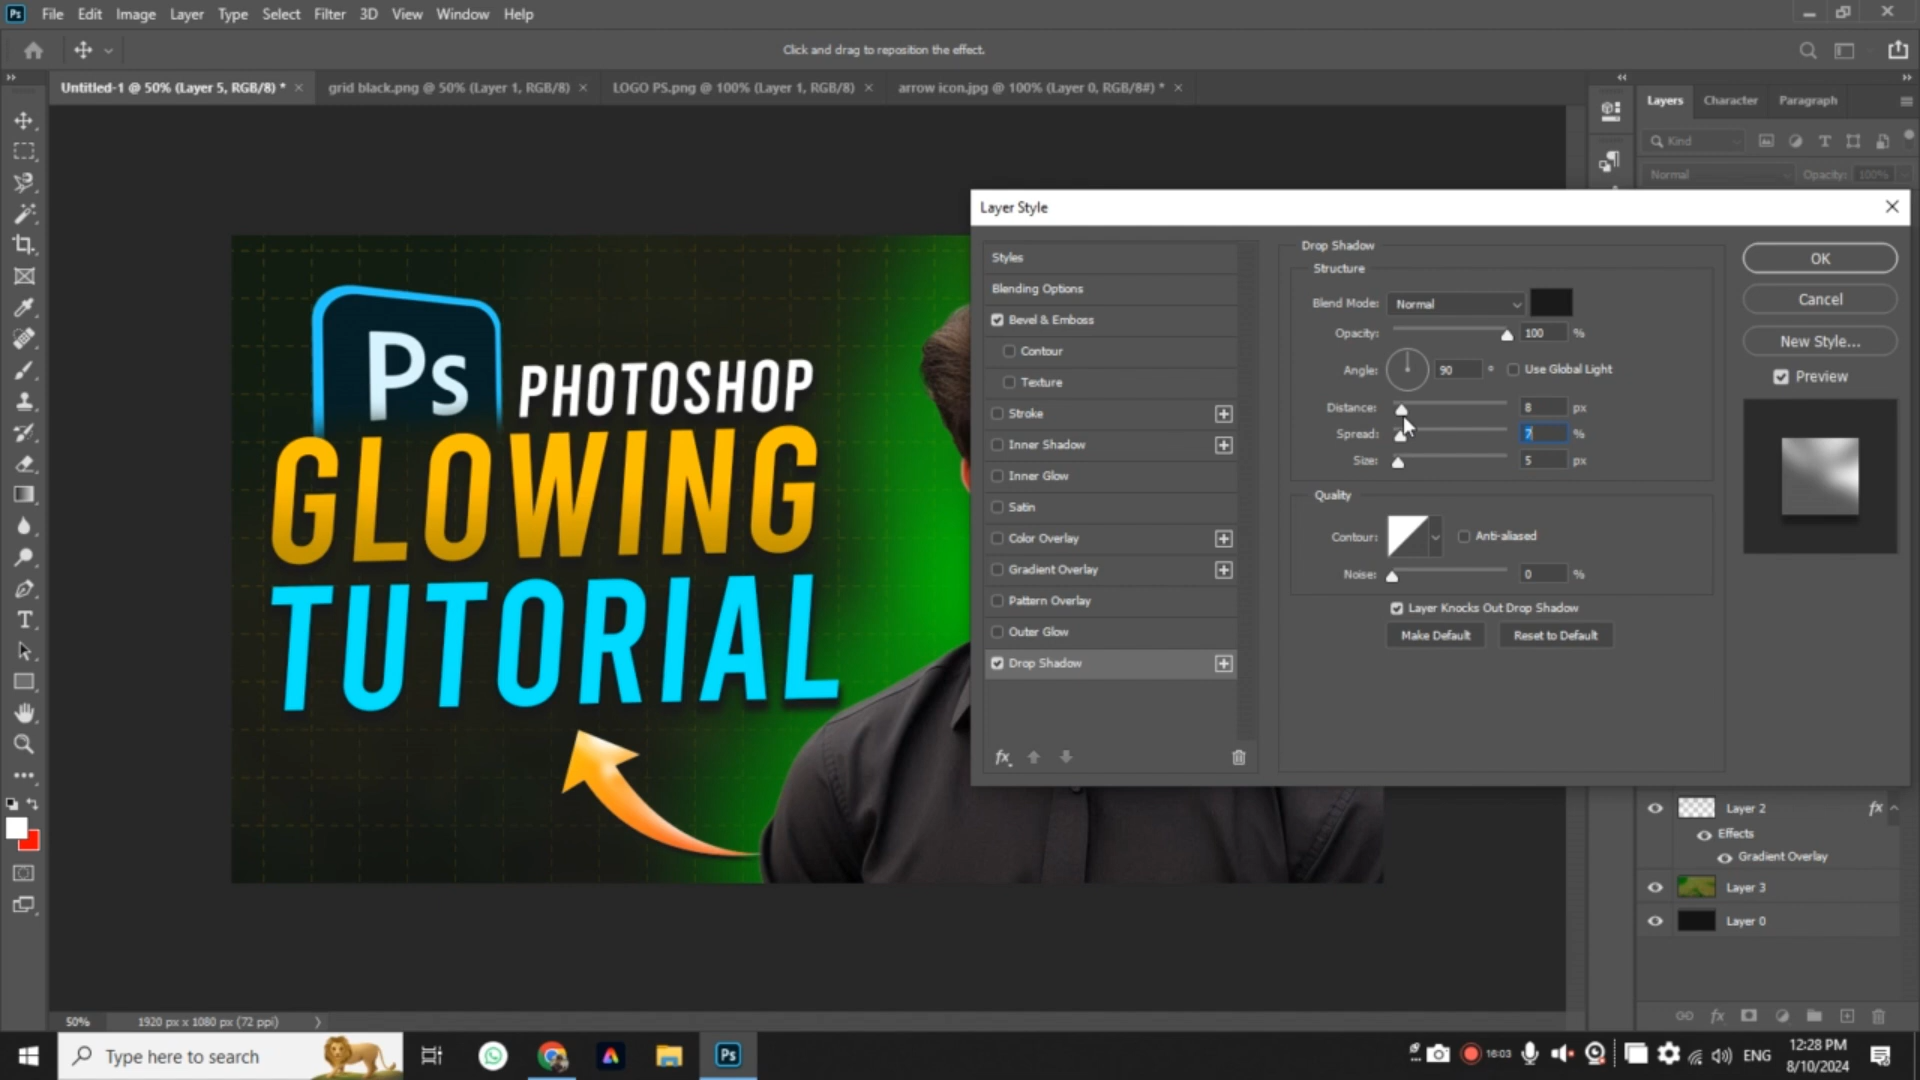 Ps File Edit Image Layer Type Select Filter 3D View Window Help
Click and drag to reposition the effect.
Untitled-1 @ 50% (Layer 5, RGB/8) * ×
grid black.png @ 50% (Layer 1, RGB/8) ×
LOGO PS.png @ 100% (Layer 1, RGB/8) ×
arrow icon.jpg @ 100% (Layer 0, RGB/8#) * ×
Layers Character Paragraph
Kind
Normal Opacity: 100%
Layer Style
Styles
Blending Options
Bevel & Emboss
Contour
Texture
Stroke
Inner Shadow
Inner Glow
Satin
Color Overlay
Gradient Overlay
Pattern Overlay
Outer Glow
Drop Shadow
fx
Drop Shadow
Structure
Blend Mode: Normal
Opacity: 100 %
Angle: 90 ° Use Global Light
Distance: 8 px
Spread: 7 %
Size: 5 px
Quality
Contour: Anti-aliased
Noise: 0 %
Layer Knocks Out Drop Shadow
Make Default Reset to Default
OK
Cancel
New Style...
Preview
Ps
PHOTOSHOP
GLOWING
TUTORIAL
Layer 2 fx
Effects
Gradient Overlay
Layer 3
Layer 0
fx
50% 1920 px x 1080 px (72 ppi)
Type here to search
Ps
16:03
ENG
12:28 PM
8/10/2024